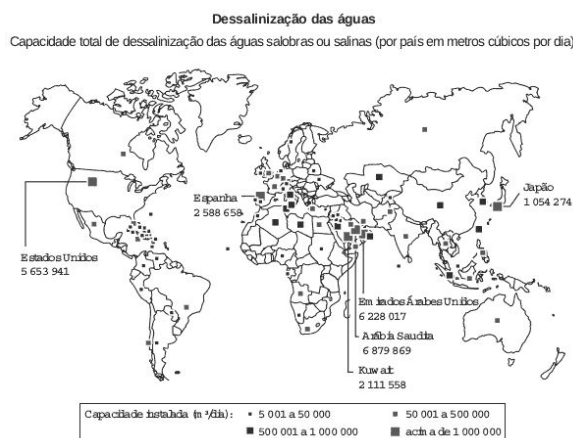 Dessalinização das águas
Capacidade total de dessalinização das águas salobras ou salinas (por país em metros cúbicos por dia)
Japão
1 054 274
Espanha
2 588 658
Estados Unidos
5 653 941
Emirados Árabes Unidos
6 228 017
Arábia Saudita
6 879 869
Kuwait
2 111 558
Capacidade instalada (m³/dia):
5 001 a 50 000
50 001 a 500 000
500 001 a 1 000 000
acima de 1 000 000